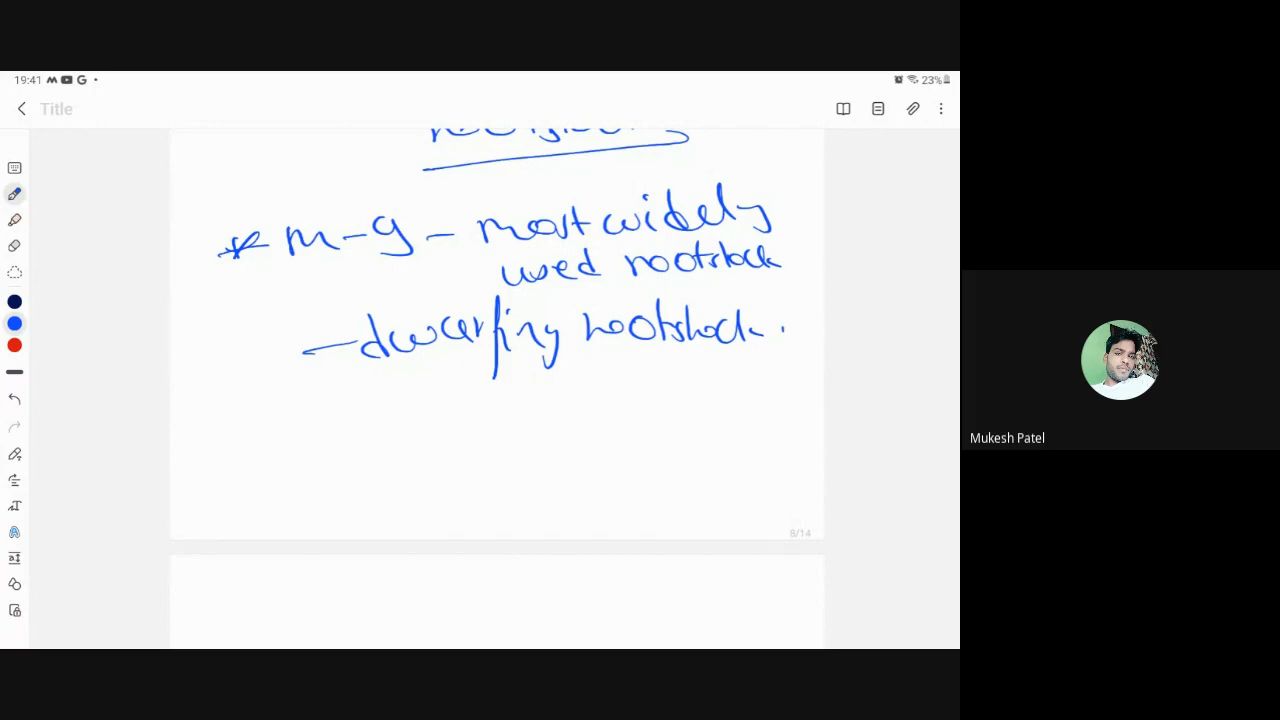 19:41
23%
Title
* M-9 - most widely
used rootstock
- dwarfing rootstock.
8/14
Mukesh Patel